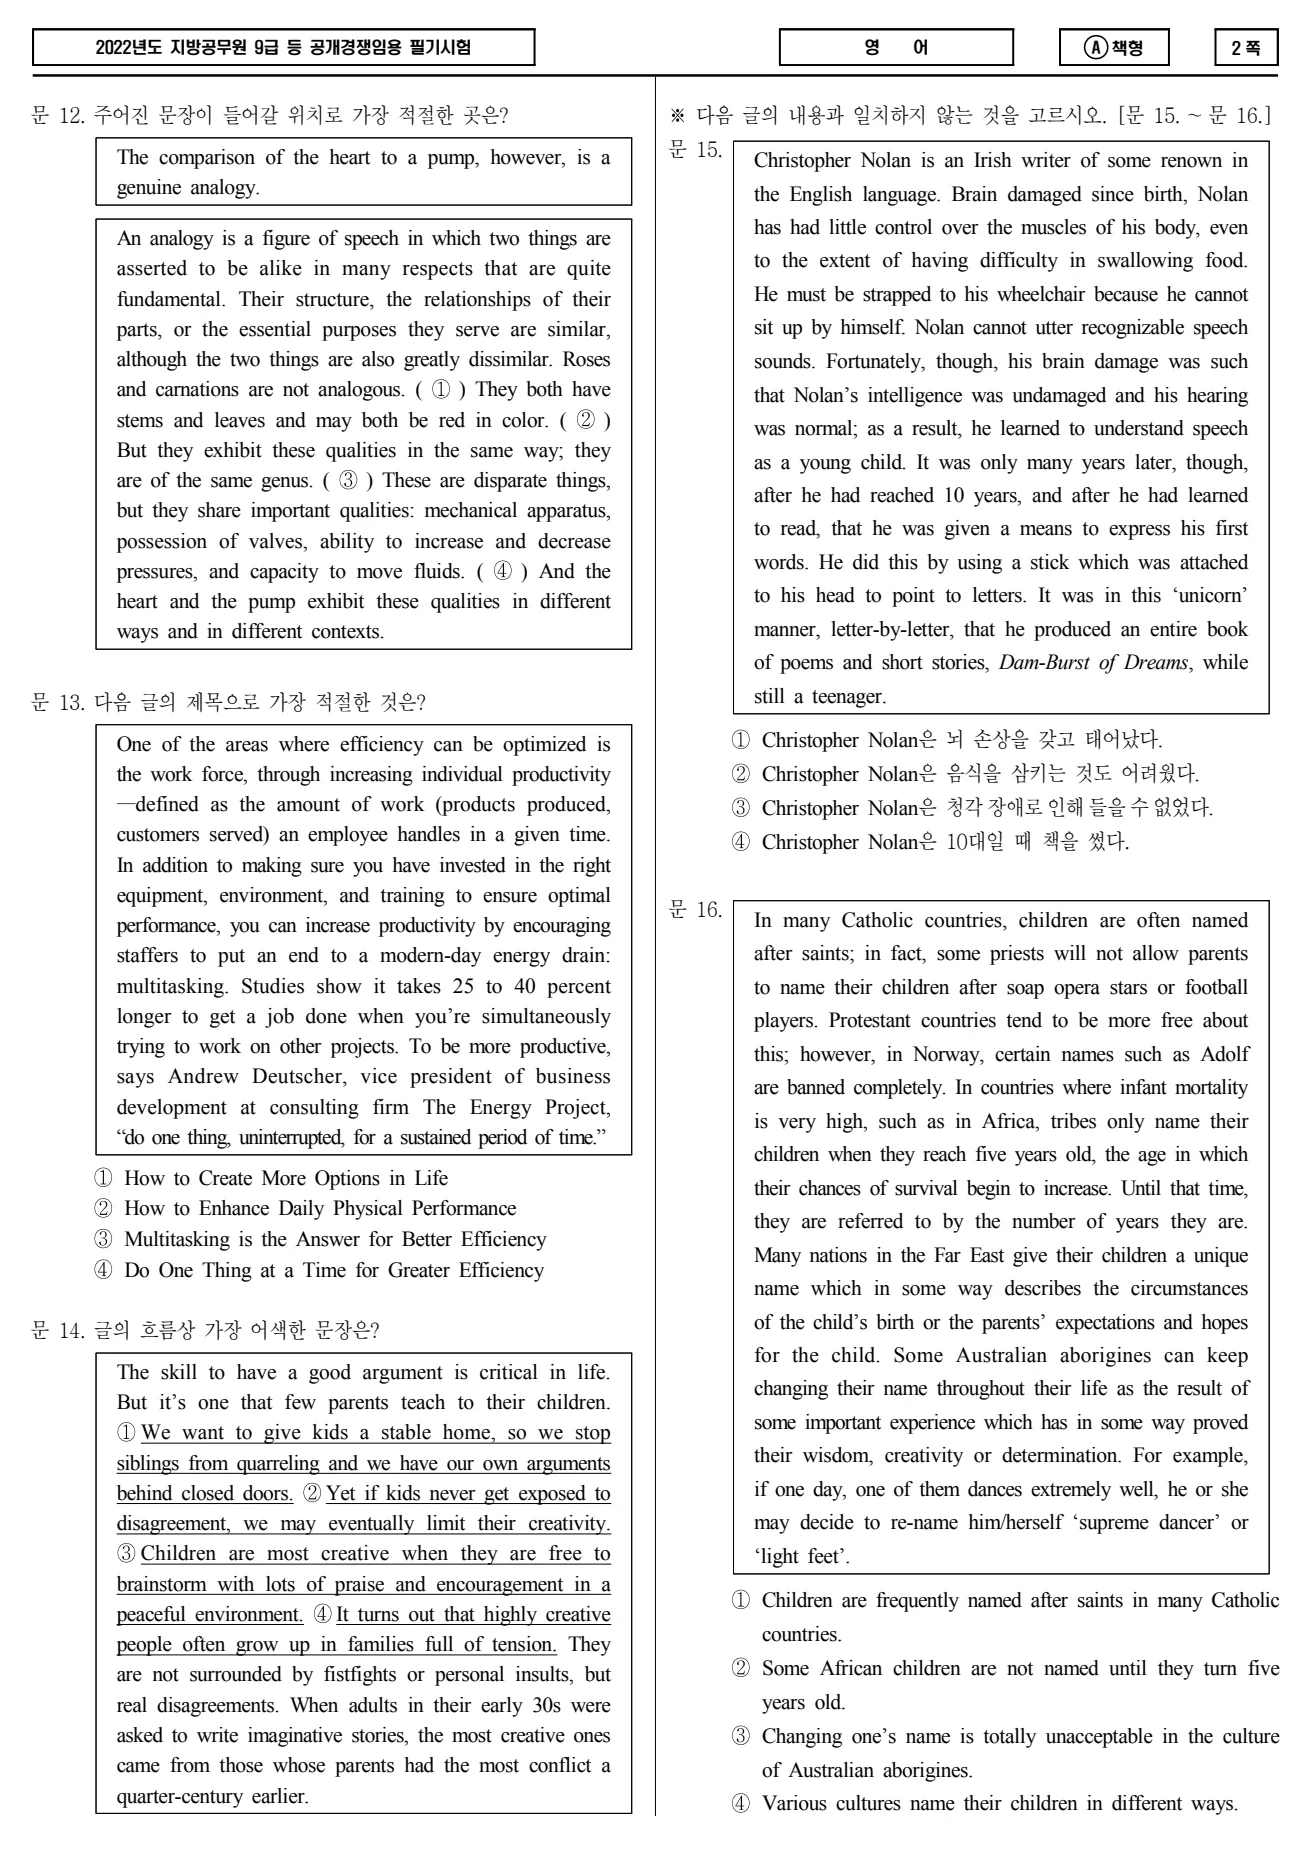 2022년도 지방공무원 9급 등 공개경쟁임용 필기시험
영 어
Ⓐ 책형
2 쪽
문 12. 주어진 문장이 들어갈 위치로 가장 적절한 곳은?
The comparison of the heart to a pump, however, is a
genuine analogy.
An analogy is a figure of speech in which two things are
asserted to be alike in many respects that are quite
fundamental. Their structure, the relationships of their
parts, or the essential purposes they serve are similar,
although the two things are also greatly dissimilar. Roses
and carnations are not analogous. ( ① ) They both have
stems and leaves and may both be red in color. ( ② )
But they exhibit these qualities in the same way; they
are of the same genus. ( ③ ) These are disparate things,
but they share important qualities: mechanical apparatus,
possession of valves, ability to increase and decrease
pressures, and capacity to move fluids. ( ④ ) And the
heart and the pump exhibit these qualities in different
ways and in different contexts.
문 13. 다음 글의 제목으로 가장 적절한 것은?
One of the areas where efficiency can be optimized is
the work force, through increasing individual productivity
—defined as the amount of work (products produced,
customers served) an employee handles in a given time.
In addition to making sure you have invested in the right
equipment, environment, and training to ensure optimal
performance, you can increase productivity by encouraging
staffers to put an end to a modern-day energy drain:
multitasking. Studies show it takes 25 to 40 percent
longer to get a job done when you’re simultaneously
trying to work on other projects. To be more productive,
says Andrew Deutscher, vice president of business
development at consulting firm The Energy Project,
“do one thing, uninterrupted, for a sustained period of time.”
① How to Create More Options in Life
② How to Enhance Daily Physical Performance
③ Multitasking is the Answer for Better Efficiency
④ Do One Thing at a Time for Greater Efficiency
문 14. 글의 흐름상 가장 어색한 문장은?
The skill to have a good argument is critical in life.
But it’s one that few parents teach to their children.
① We want to give kids a stable home, so we stop
siblings from quarreling and we have our own arguments
behind closed doors. ② Yet if kids never get exposed to
disagreement, we may eventually limit their creativity.
③ Children are most creative when they are free to
brainstorm with lots of praise and encouragement in a
peaceful environment. ④ It turns out that highly creative
people often grow up in families full of tension. They
are not surrounded by fistfights or personal insults, but
real disagreements. When adults in their early 30s were
asked to write imaginative stories, the most creative ones
came from those whose parents had the most conflict a
quarter-century earlier.
※ 다음 글의 내용과 일치하지 않는 것을 고르시오. [문 15. ~ 문 16.]
문 15.
Christopher Nolan is an Irish writer of some renown in
the English language. Brain damaged since birth, Nolan
has had little control over the muscles of his body, even
to the extent of having difficulty in swallowing food.
He must be strapped to his wheelchair because he cannot
sit up by himself. Nolan cannot utter recognizable speech
sounds. Fortunately, though, his brain damage was such
that Nolan’s intelligence was undamaged and his hearing
was normal; as a result, he learned to understand speech
as a young child. It was only many years later, though,
after he had reached 10 years, and after he had learned
to read, that he was given a means to express his first
words. He did this by using a stick which was attached
to his head to point to letters. It was in this ‘unicorn’
manner, letter-by-letter, that he produced an entire book
of poems and short stories, Dam-Burst of Dreams, while
still a teenager.
① Christopher Nolan은 뇌 손상을 갖고 태어났다.
② Christopher Nolan은 음식을 삼키는 것도 어려웠다.
③ Christopher Nolan은 청각 장애로 인해 들을 수 없었다.
④ Christopher Nolan은 10대일 때 책을 썼다.
문 16.
In many Catholic countries, children are often named
after saints; in fact, some priests will not allow parents
to name their children after soap opera stars or football
players. Protestant countries tend to be more free about
this; however, in Norway, certain names such as Adolf
are banned completely. In countries where infant mortality
is very high, such as in Africa, tribes only name their
children when they reach five years old, the age in which
their chances of survival begin to increase. Until that time,
they are referred to by the number of years they are.
Many nations in the Far East give their children a unique
name which in some way describes the circumstances
of the child’s birth or the parents’ expectations and hopes
for the child. Some Australian aborigines can keep
changing their name throughout their life as the result of
some important experience which has in some way proved
their wisdom, creativity or determination. For example,
if one day, one of them dances extremely well, he or she
may decide to re-name him/herself ‘supreme dancer’ or
‘light feet’.
① Children are frequently named after saints in many Catholic
countries.
② Some African children are not named until they turn five
years old.
③ Changing one’s name is totally unacceptable in the culture
of Australian aborigines.
④ Various cultures name their children in different ways.